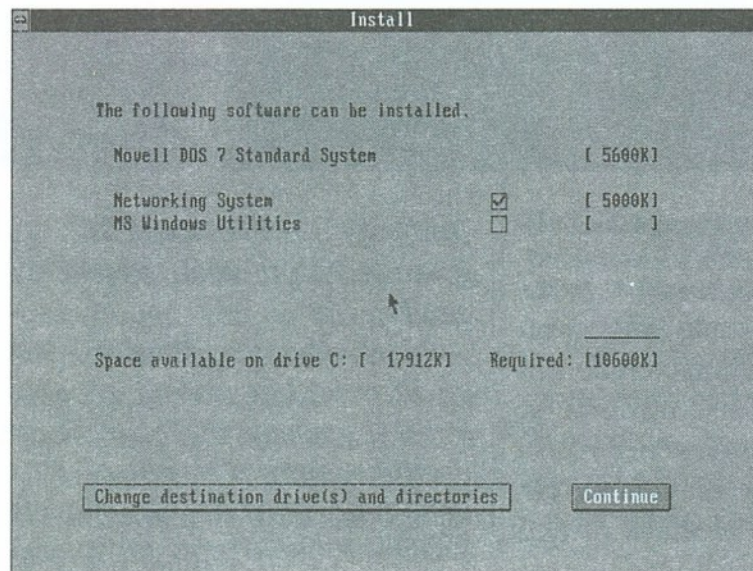 Install
The following software can be installed.
Novell DOS 7 Standard System [ 5600K]
Networking System [ 5000K]
MS Windows Utilities [ ]
Space available on drive C: [ 17912K] Required: [10600K]
Change destination drive(s) and directories Continue